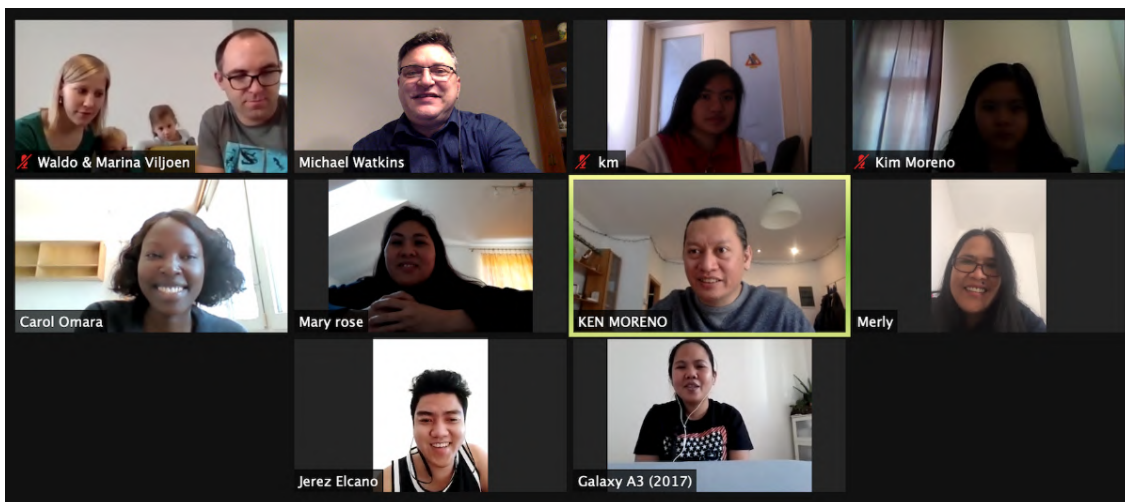 Waldo & Marina Viljoen
Michael Watkins
km
Kim Moreno
Carol Omara
Mary rose
KEN MORENO
Merly
Jerez Elcano
Galaxy A3 (2017)